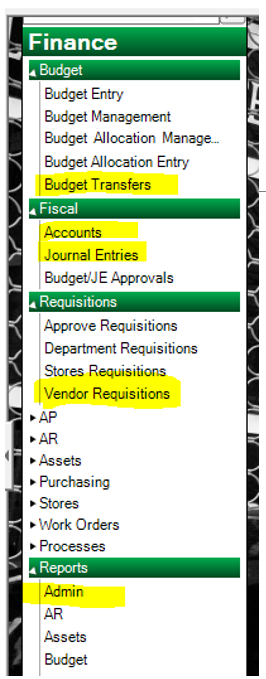 Finance
Budget
Budget Entry
Budget Management
Budget Allocation Manage...
Budget Allocation Entry
Budget Transfers
Fiscal
Accounts
Journal Entries
Budget/JE Approvals
Requisitions
Approve Requisitions
Department Requisitions
Stores Requisitions
Vendor Requisitions
AP
AR
Assets
Purchasing
Stores
Work Orders
Processes
Reports
Admin
AR
Assets
Budget